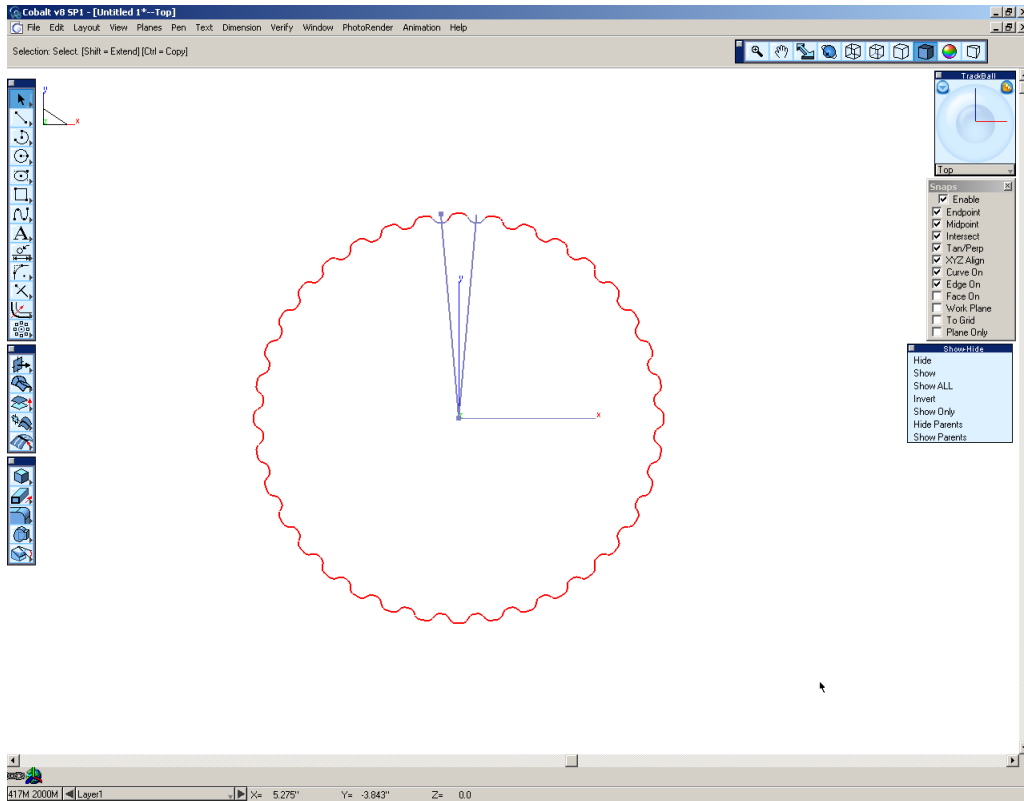 Cobalt v8 SP1 - [Untitled 1*--Top]
File Edit Layout View Planes Pen Text Dimension Verify Window PhotoRender Animation Help
Selection: Select. [Shift = Extend] [Ctrl = Copy]
TrackBall
Top
y
x
Snaps
Enable
Endpoint
Midpoint
Intersect
Tan/Perp
XYZ Align
Curve On
Edge On
Face On
Work Plane
To Grid
Plane Only
y
x
Show-Hide
Hide
Show
Show ALL
Invert
Show Only
Hide Parents
Show Parents
A
417M 2000M Layer1 X= 5.275" Y= -3.843" Z= 0.0